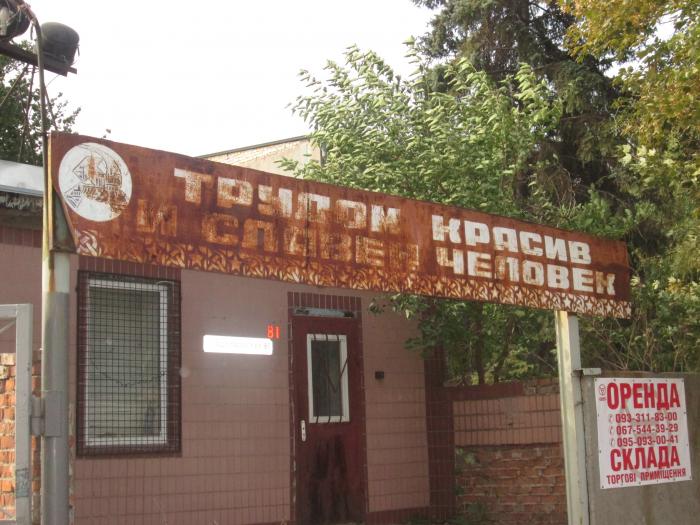 ТРУДОМ КРАСИВ
И СЛАВЕН ЧЕЛОВЕК
81
ОРЕНДА
093-311-83-00
067-544-39-29
095-093-00-41
СКЛАДА
ТОРГОВІ ПРИМІЩЕННЯ